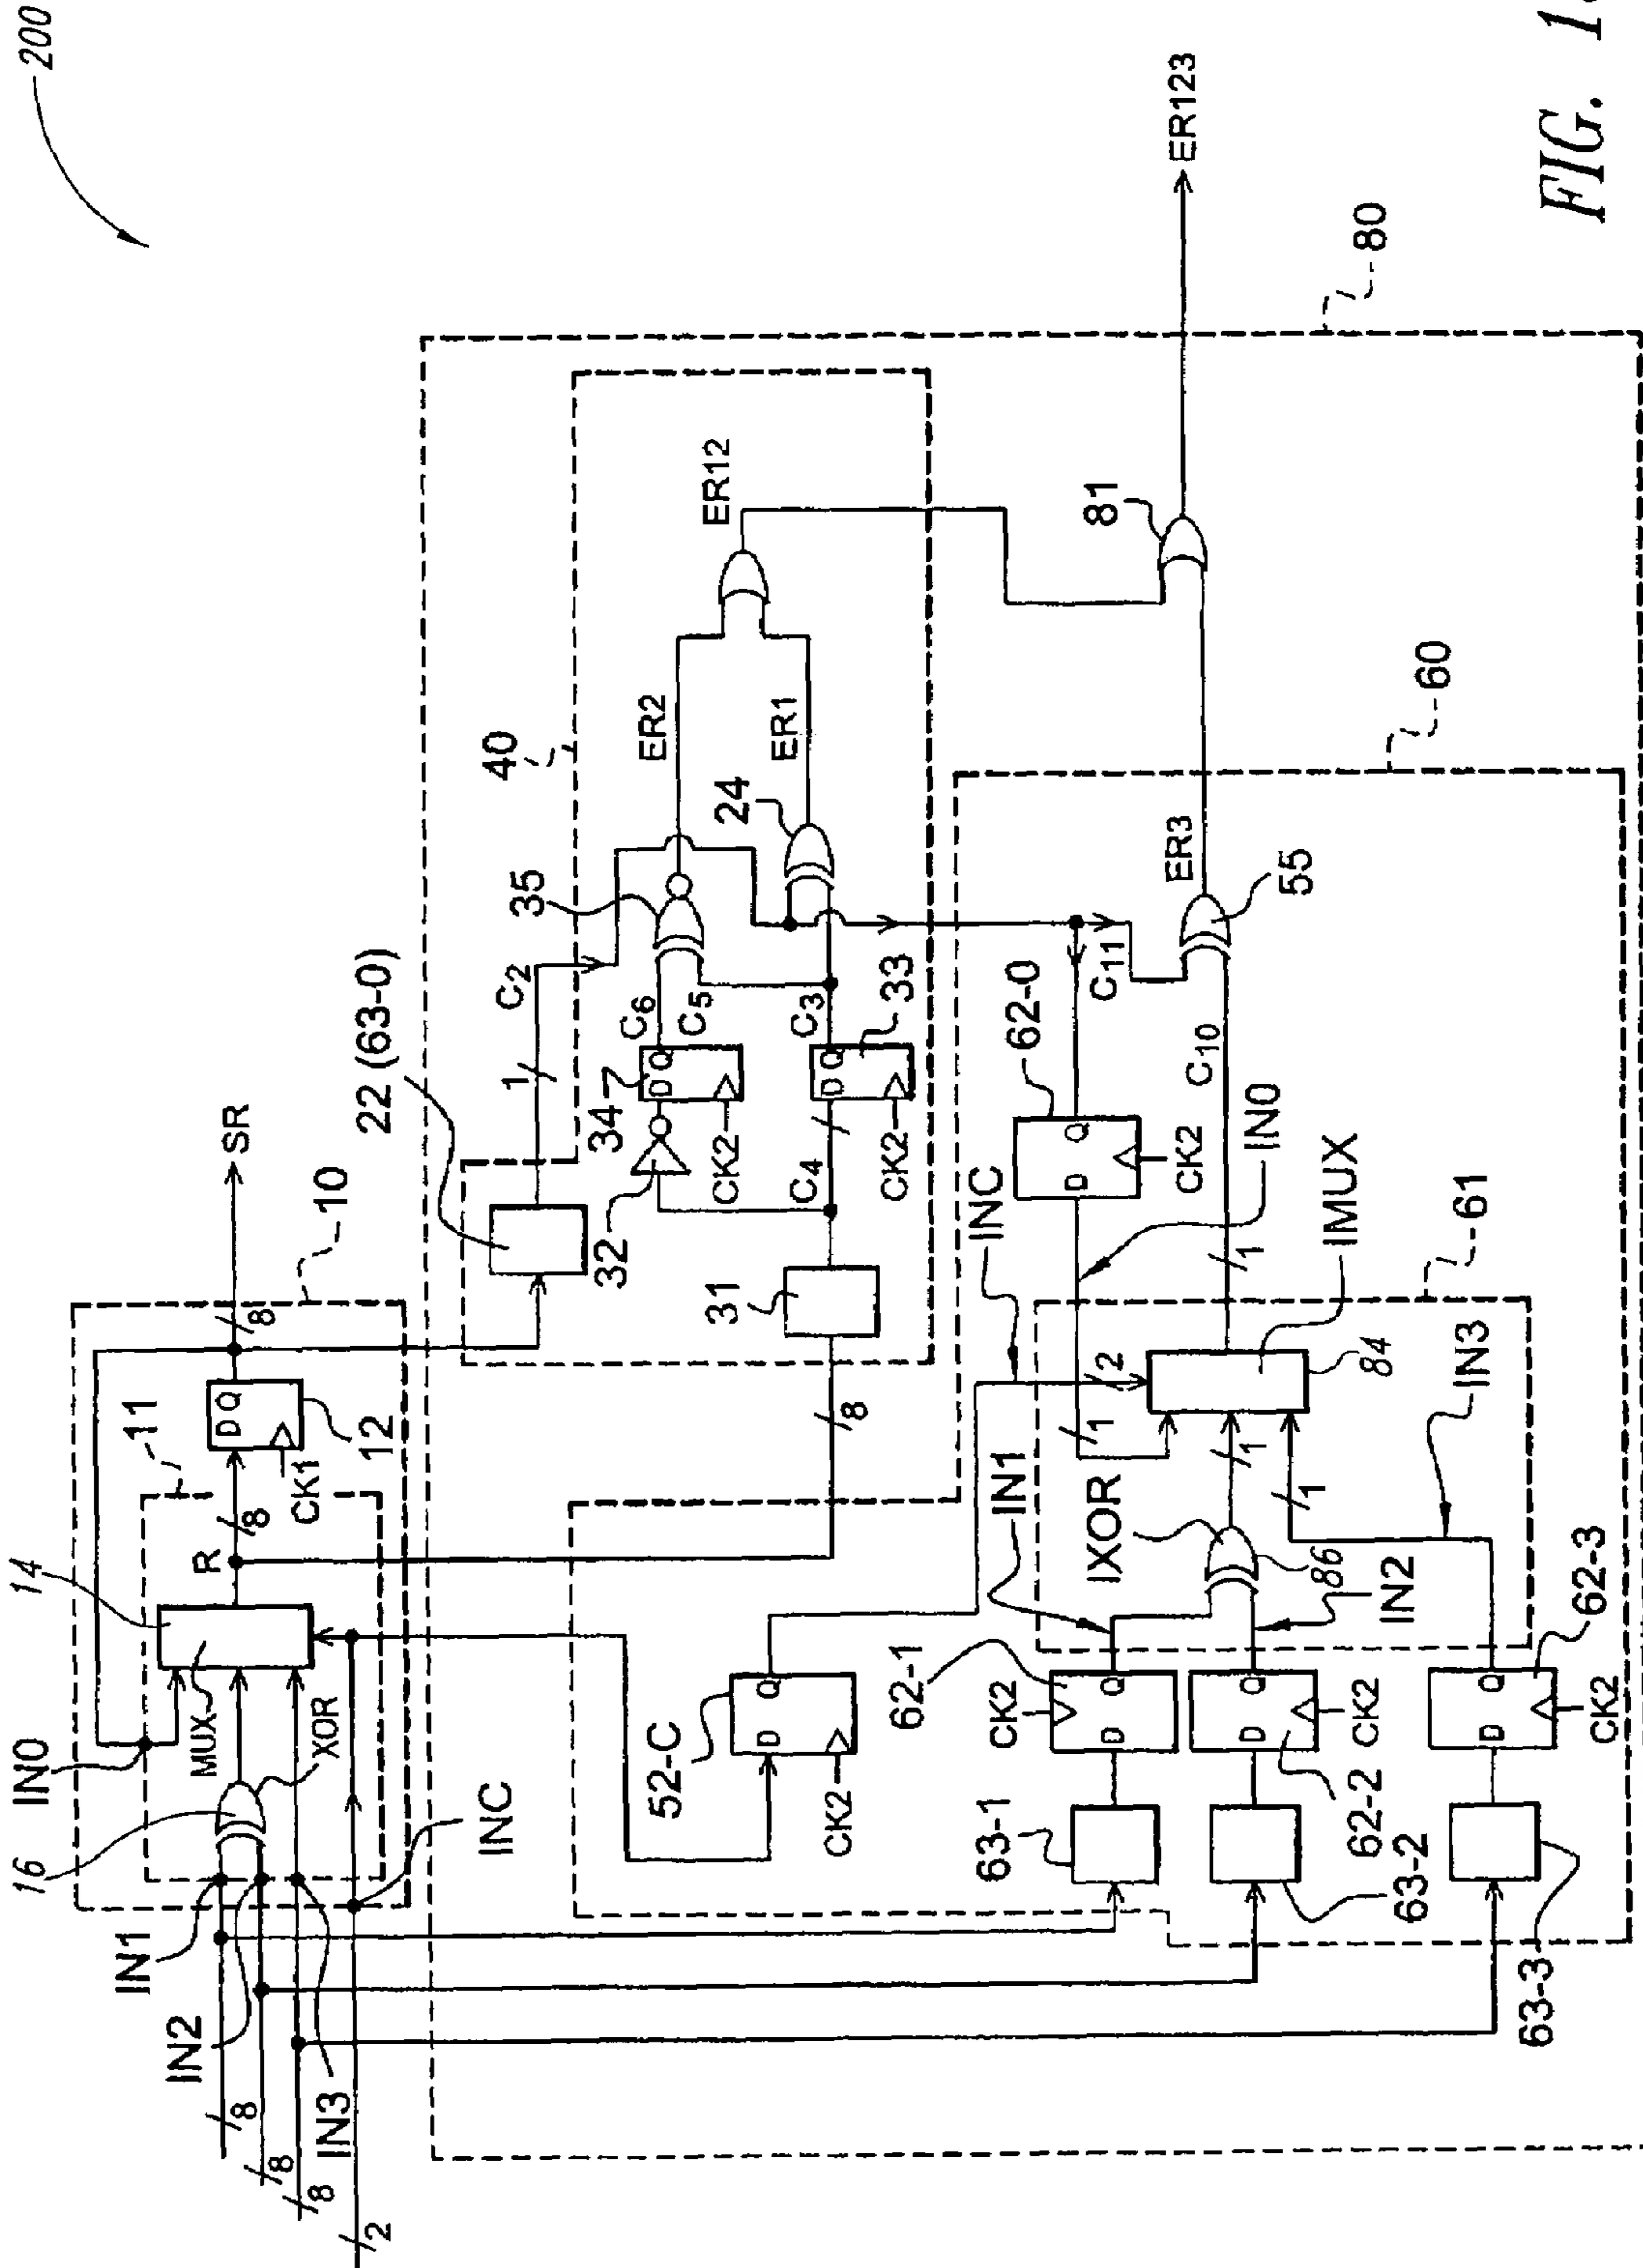 200
SR
10
8
11
D Q
12
CK1
8
R
14
MUX
XOR
16
IN0
IN1
IN2
IN3
INC
8
8
8
2
22 (63-0)
1
C2
40
35
ER2
ER12
24
ER1
34
D Q
C6
C5
CK2
32
C4
C3
D Q
33
CK2
31
8
80
ER123
81
60
ER3
55
C11
C10
62-0
D Q
CK2
IN0
INC
IMUX
61
1
2
1
84
IN1
IXOR
1
1
86
IN2
IN3
52-C
D Q
CK2
62-1
CK2
D Q
63-1
D Q
CK2
62-2
63-2
62-3
D Q
CK2
63-3